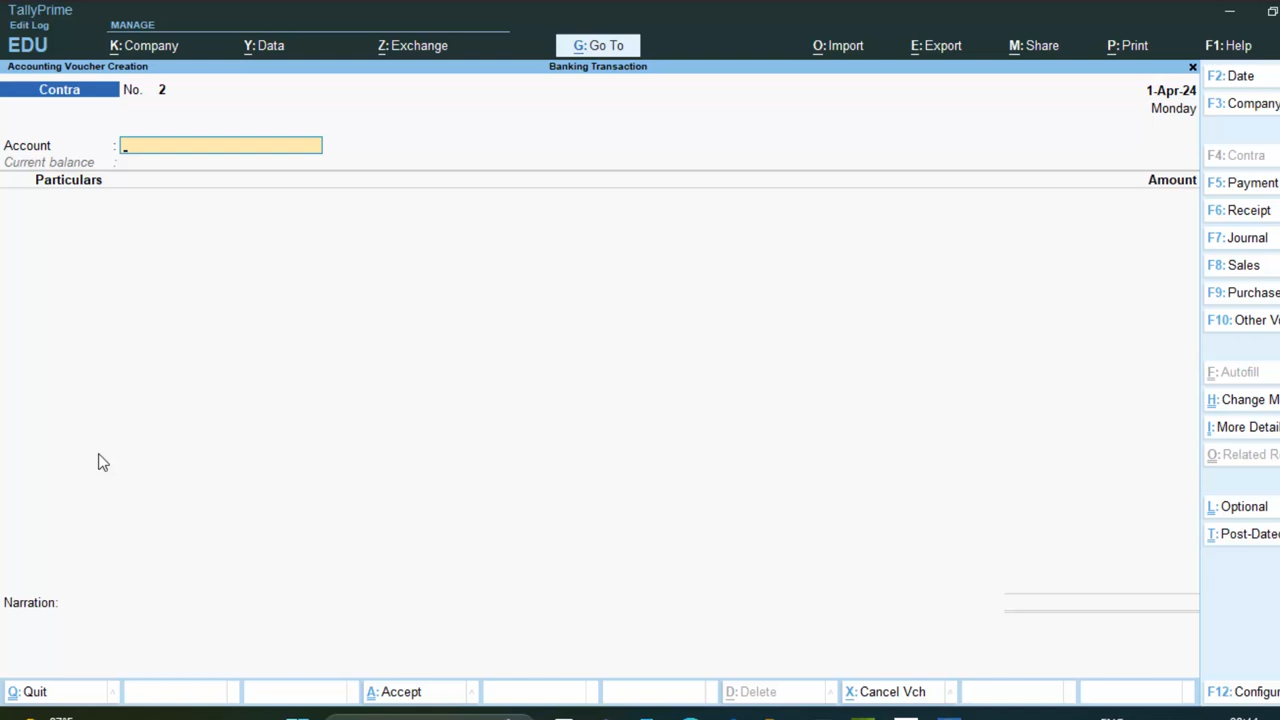 TallyPrime
Edit Log
EDU
MANAGE
K: Company Y: Data Z: Exchange G: Go To O: Import E: Export M: Share P: Print F1: Help
Accounting Voucher Creation Banking Transaction
Contra No. 2 1-Apr-24
Monday
Account :
Current balance :
Particulars Amount
Narration:
F2: Date
F3: Company
F4: Contra
F5: Payment
F6: Receipt
F7: Journal
F8: Sales
F9: Purchase
F10: Other V
F: Autofill
H: Change M
I: More Detai
O: Related R
L: Optional
T: Post-Date
Q: Quit A: Accept D: Delete X: Cancel Vch F12: Configu